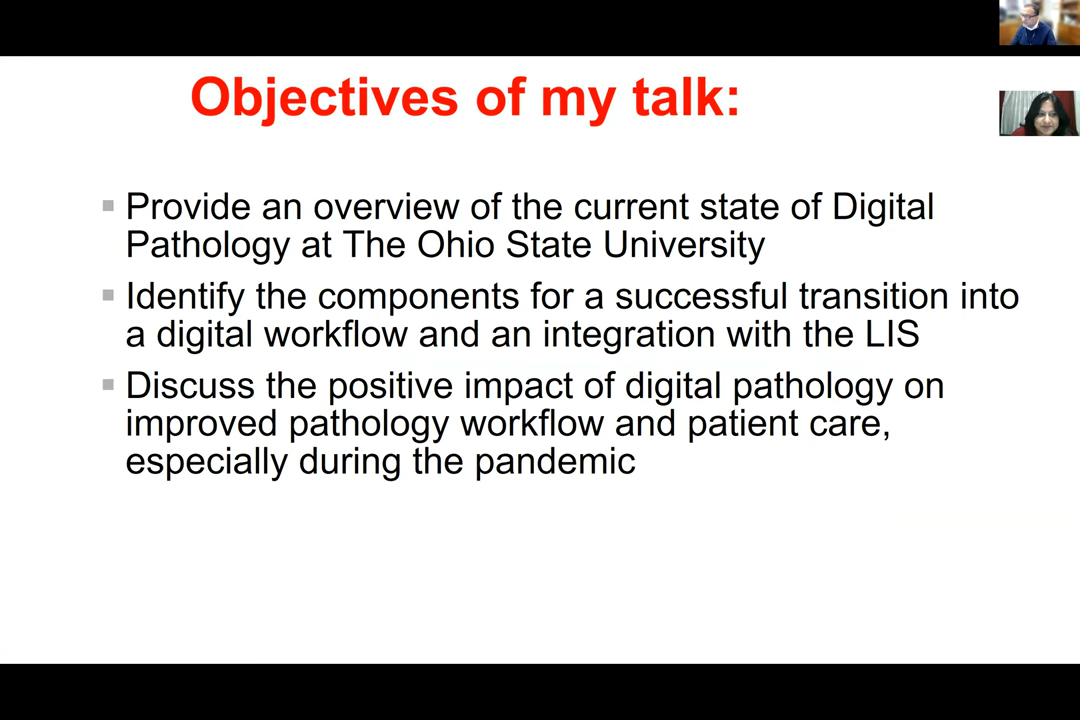 Objectives of my talk:
Provide an overview of the current state of Digital
Pathology at The Ohio State University
Identify the components for a successful transition into
a digital workflow and an integration with the LIS
Discuss the positive impact of digital pathology on
improved pathology workflow and patient care,
especially during the pandemic